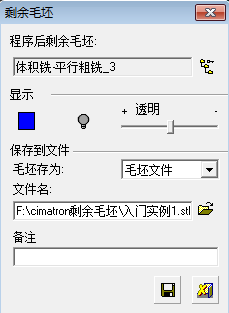 剩余毛坯
程序后剩余毛坯:
体积铣-平行粗铣_3
显示
+ 透明 -
保存到文件
毛坯存为: 毛坯文件
文件名:
F:\cimatron剩余毛坯\入门实例1.stl
备注